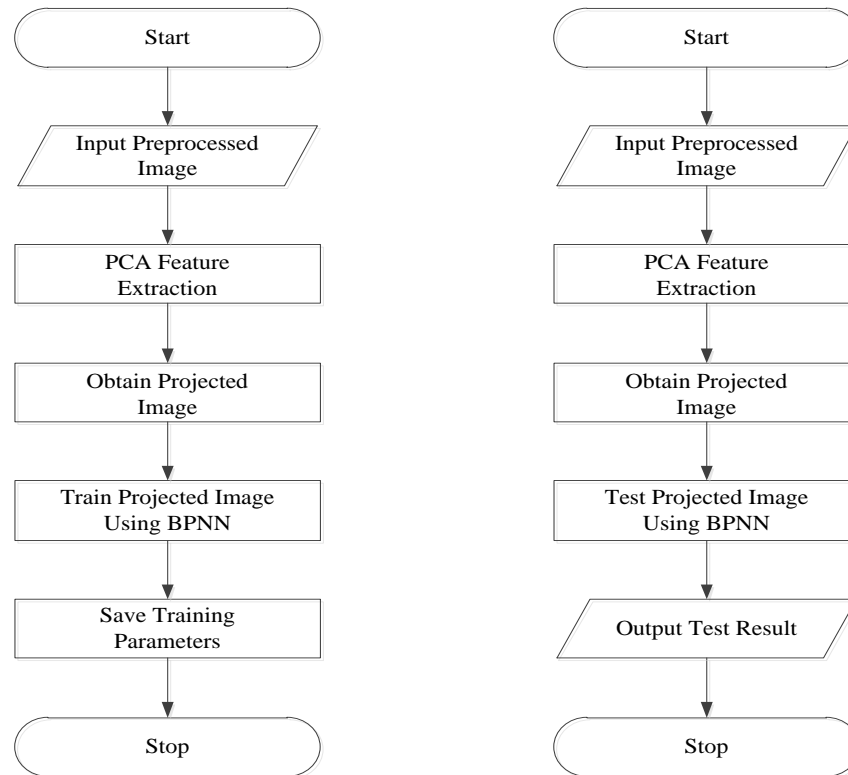 Start
Input Preprocessed
Image
PCA Feature
Extraction
Obtain Projected
Image
Train Projected Image
Using BPNN
Save Training
Parameters
Stop
Start
Input Preprocessed
Image
PCA Feature
Extraction
Obtain Projected
Image
Test Projected Image
Using BPNN
Output Test Result
Stop